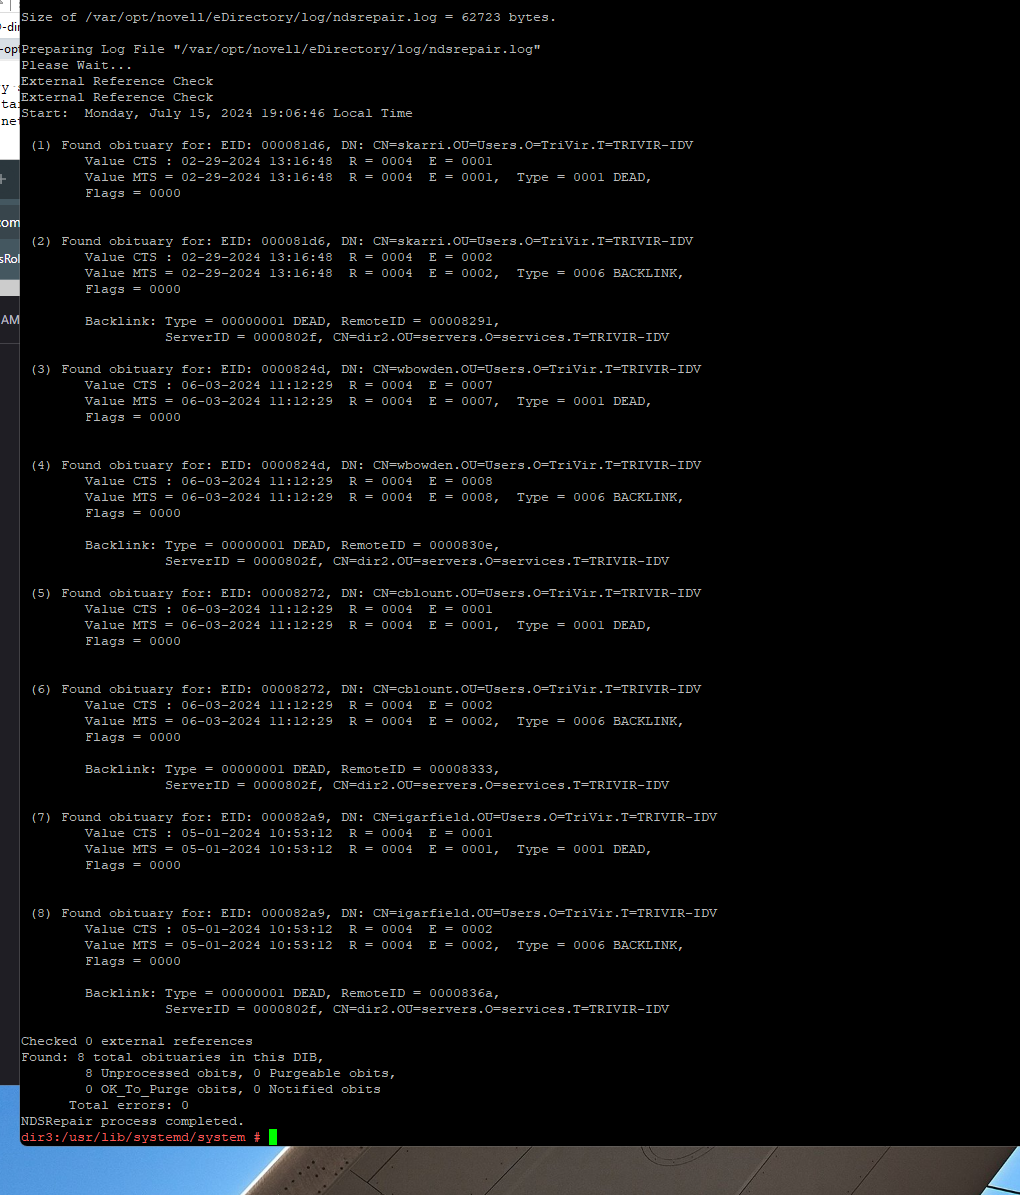 Size of /var/opt/novell/eDirectory/log/ndsrepair.log = 62723 bytes.
Preparing Log File "/var/opt/novell/eDirectory/log/ndsrepair.log"
Please Wait...
External Reference Check
External Reference Check
Start:  Monday, July 15, 2024 19:06:46 Local Time
(1) Found obituary for: EID: 000081d6, DN: CN=skarri.OU=Users.O=TriVir.T=TRIVIR-IDV
Value CTS : 02-29-2024 13:16:48  R = 0004  E = 0001
Value MTS = 02-29-2024 13:16:48  R = 0004  E = 0001,  Type = 0001 DEAD,
Flags = 0000
(2) Found obituary for: EID: 000081d6, DN: CN=skarri.OU=Users.O=TriVir.T=TRIVIR-IDV
Value CTS : 02-29-2024 13:16:48  R = 0004  E = 0002
Value MTS = 02-29-2024 13:16:48  R = 0004  E = 0002,  Type = 0006 BACKLINK,
Flags = 0000
Backlink: Type = 00000001 DEAD, RemoteID = 00008291,
ServerID = 0000802f, CN=dir2.OU=servers.O=services.T=TRIVIR-IDV
(3) Found obituary for: EID: 0000824d, DN: CN=wbowden.OU=Users.O=TriVir.T=TRIVIR-IDV
Value CTS : 06-03-2024 11:12:29  R = 0004  E = 0007
Value MTS = 06-03-2024 11:12:29  R = 0004  E = 0007,  Type = 0001 DEAD,
Flags = 0000
(4) Found obituary for: EID: 0000824d, DN: CN=wbowden.OU=Users.O=TriVir.T=TRIVIR-IDV
Value CTS : 06-03-2024 11:12:29  R = 0004  E = 0008
Value MTS = 06-03-2024 11:12:29  R = 0004  E = 0008,  Type = 0006 BACKLINK,
Flags = 0000
Backlink: Type = 00000001 DEAD, RemoteID = 0000830e,
ServerID = 0000802f, CN=dir2.OU=servers.O=services.T=TRIVIR-IDV
(5) Found obituary for: EID: 00008272, DN: CN=cblount.OU=Users.O=TriVir.T=TRIVIR-IDV
Value CTS : 06-03-2024 11:12:29  R = 0004  E = 0001
Value MTS = 06-03-2024 11:12:29  R = 0004  E = 0001,  Type = 0001 DEAD,
Flags = 0000
(6) Found obituary for: EID: 00008272, DN: CN=cblount.OU=Users.O=TriVir.T=TRIVIR-IDV
Value CTS : 06-03-2024 11:12:29  R = 0004  E = 0002
Value MTS = 06-03-2024 11:12:29  R = 0004  E = 0002,  Type = 0006 BACKLINK,
Flags = 0000
Backlink: Type = 00000001 DEAD, RemoteID = 00008333,
ServerID = 0000802f, CN=dir2.OU=servers.O=services.T=TRIVIR-IDV
(7) Found obituary for: EID: 000082a9, DN: CN=igarfield.OU=Users.O=TriVir.T=TRIVIR-IDV
Value CTS : 05-01-2024 10:53:12  R = 0004  E = 0001
Value MTS = 05-01-2024 10:53:12  R = 0004  E = 0001,  Type = 0001 DEAD,
Flags = 0000
(8) Found obituary for: EID: 000082a9, DN: CN=igarfield.OU=Users.O=TriVir.T=TRIVIR-IDV
Value CTS : 05-01-2024 10:53:12  R = 0004  E = 0002
Value MTS = 05-01-2024 10:53:12  R = 0004  E = 0002,  Type = 0006 BACKLINK,
Flags = 0000
Backlink: Type = 00000001 DEAD, RemoteID = 0000836a,
ServerID = 0000802f, CN=dir2.OU=servers.O=services.T=TRIVIR-IDV
Checked 0 external references
Found: 8 total obituaries in this DIB,
8 Unprocessed obits, 0 Purgeable obits,
0 OK_To_Purge obits, 0 Notified obits
Total errors: 0
NDSRepair process completed.
dir3:/usr/lib/systemd/system #